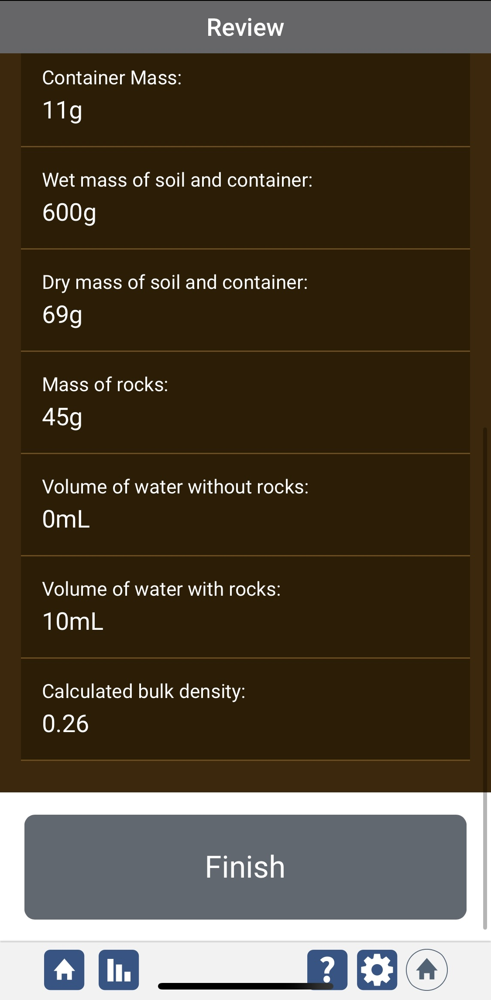 Review
Container Mass:
11g
Wet mass of soil and container:
600g
Dry mass of soil and container:
69g
Mass of rocks:
45g
Volume of water without rocks:
0mL
Volume of water with rocks:
10mL
Calculated bulk density:
0.26
Finish
?